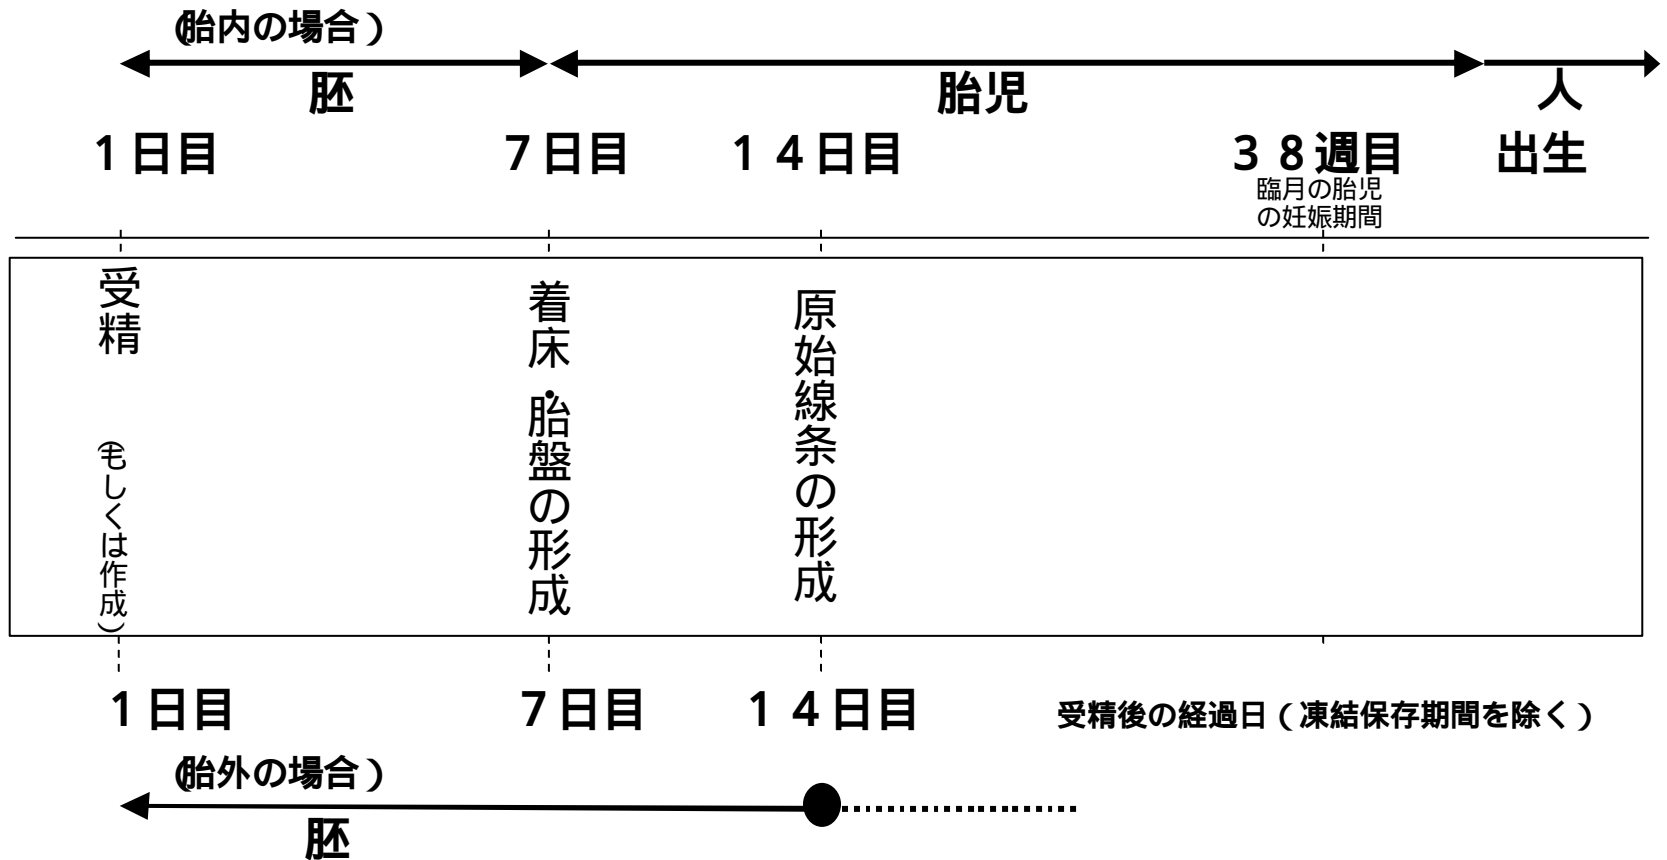 (胎内の場合)
胚
胎児
人
1日目
7日目
14日目
38週目
出生
臨月の胎児
の妊娠期間
受精
(もしくは作成)
着床・胎盤の形成
原始線条の形成
1日目
7日目
14日目
受精後の経過日(凍結保存期間を除く)
(胎外の場合)
胚